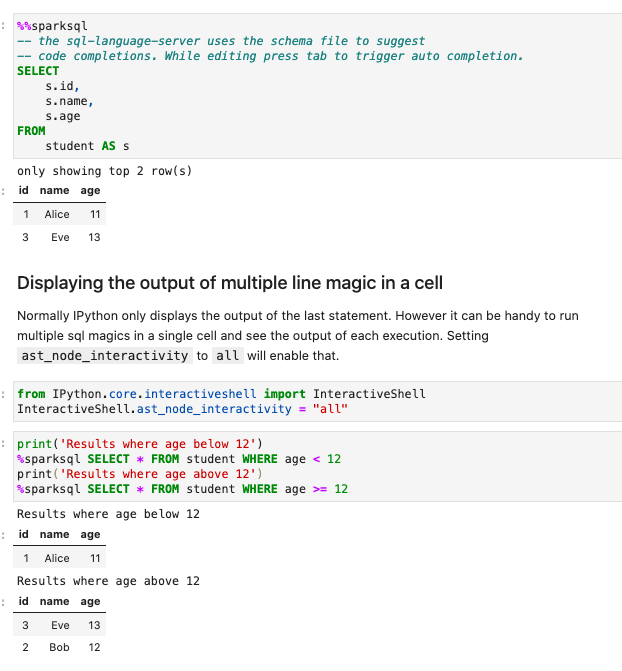 %%sparksql
-- the sql-language-server uses the schema file to suggest
-- code completions. While editing press tab to trigger auto completion.
SELECT
    s.id,
    s.name,
    s.age
FROM
    student AS s
only showing top 2 row(s)
id name age
1 Alice 11
3 Eve 13
Displaying the output of multiple line magic in a cell
Normally IPython only displays the output of the last statement. However it can be handy to run
multiple sql magics in a single cell and see the output of each execution. Setting
ast_node_interactivity to all will enable that.
from IPython.core.interactiveshell import InteractiveShell
InteractiveShell.ast_node_interactivity = "all"
print('Results where age below 12')
%sparksql SELECT * FROM student WHERE age < 12
print('Results where age above 12')
%sparksql SELECT * FROM student WHERE age >= 12
Results where age below 12
id name age
1 Alice 11
Results where age above 12
id name age
3 Eve 13
2 Bob 12